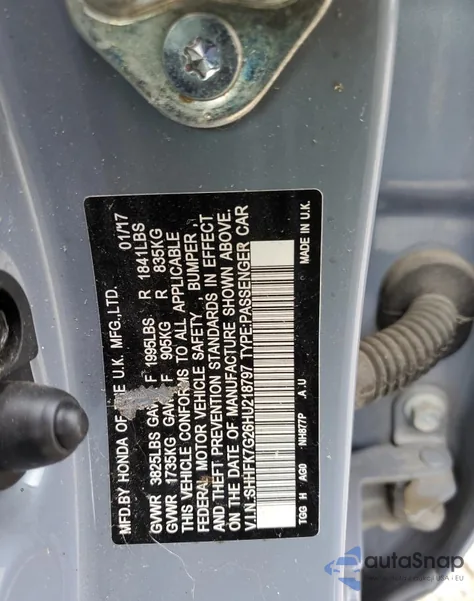 MFD.BY HONDA OF THE U.K. MFG.,LTD. 01/17
GVWR 3825LBS GAWR F 1995LBS R 1841LBS
GVWR 1735KG GAWR F 905KG R 835KG
THIS VEHICLE CONFORMS TO ALL APPLICABLE
FEDERAL MOTOR VEHICLE SAFETY , BUMPER ,
AND THEFT PREVENTION STANDARDS IN EFFECT
ON THE DATE OF MANUFACTURE SHOWN ABOVE.
V.I.N.:SHHFK7G26HU218797 TYPE:PASSENGER CAR
NH877P .A.U MADE IN U.K.
TGG H AG0
autoSnap